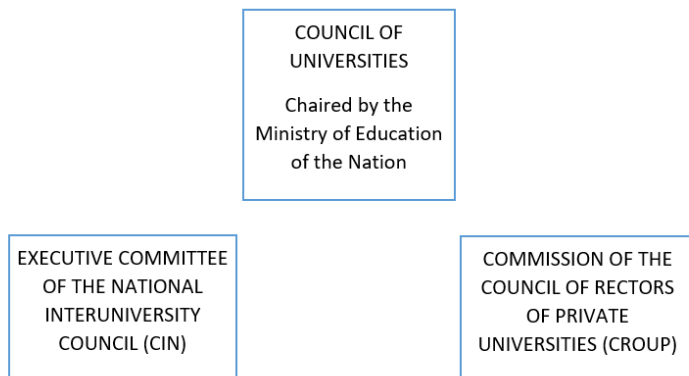 COUNCIL OF
UNIVERSITIES
Chaired by the
Ministry of Education
of the Nation
EXECUTIVE COMMITTEE
OF THE NATIONAL
INTERUNIVERSITY
COUNCIL (CIN)
COMMISSION OF THE
COUNCIL OF RECTORS
OF PRIVATE
UNIVERSITIES (CROUP)